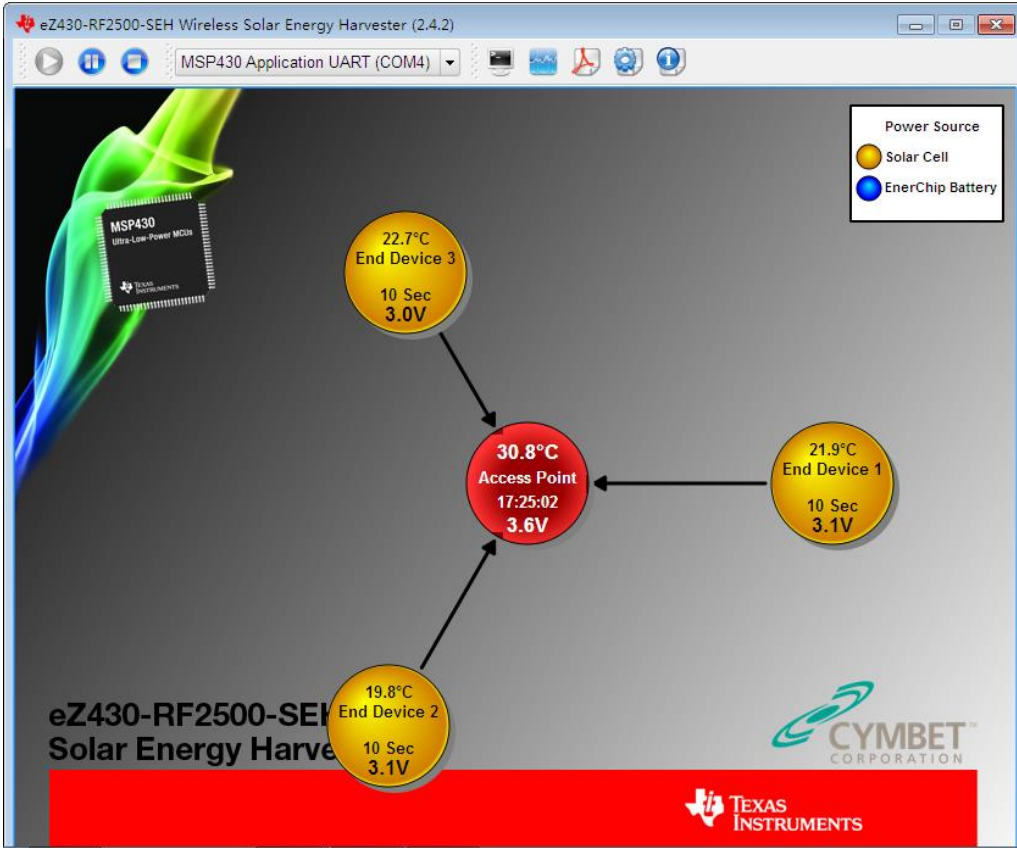 eZ430-RF2500-SEH Wireless Solar Energy Harvester (2.4.2)
MSP430 Application UART (COM4)
Power Source
Solar Cell
EnerChip Battery
MSP430
Ultra-Low-Power MCUs
TEXAS
INSTRUMENTS
22.7°C
End Device 3
10 Sec
3.0V
30.8°C
Access Point
17:25:02
3.6V
21.9°C
End Device 1
10 Sec
3.1V
19.8°C
End Device 2
10 Sec
3.1V
eZ430-RF2500-SEH
Solar Energy Harve
CYMBET™
CORPORATION
TEXAS
INSTRUMENTS